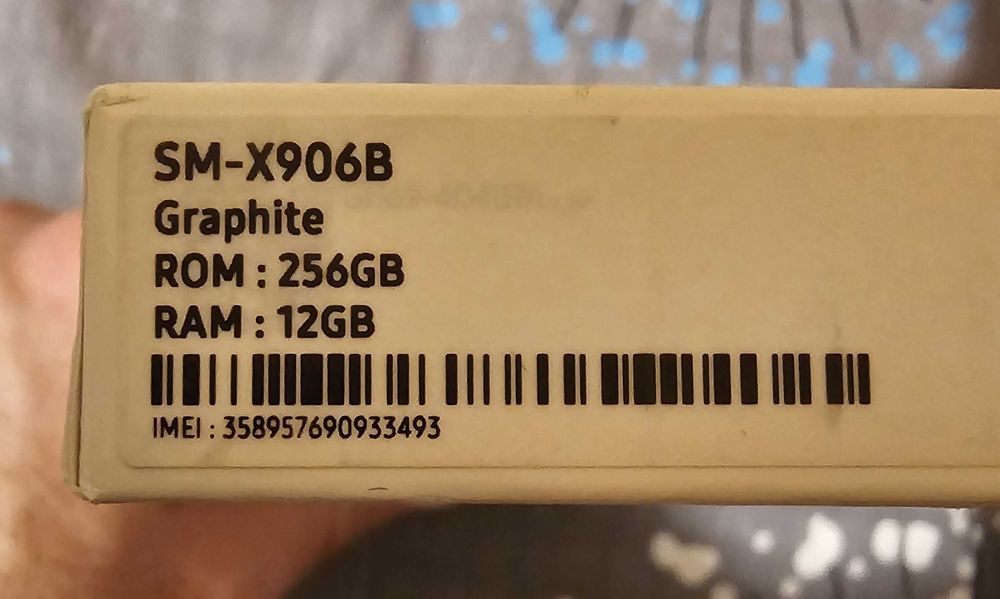 SM-X906B
Graphite
ROM : 256GB
RAM : 12GB
IMEI : 358957690933493